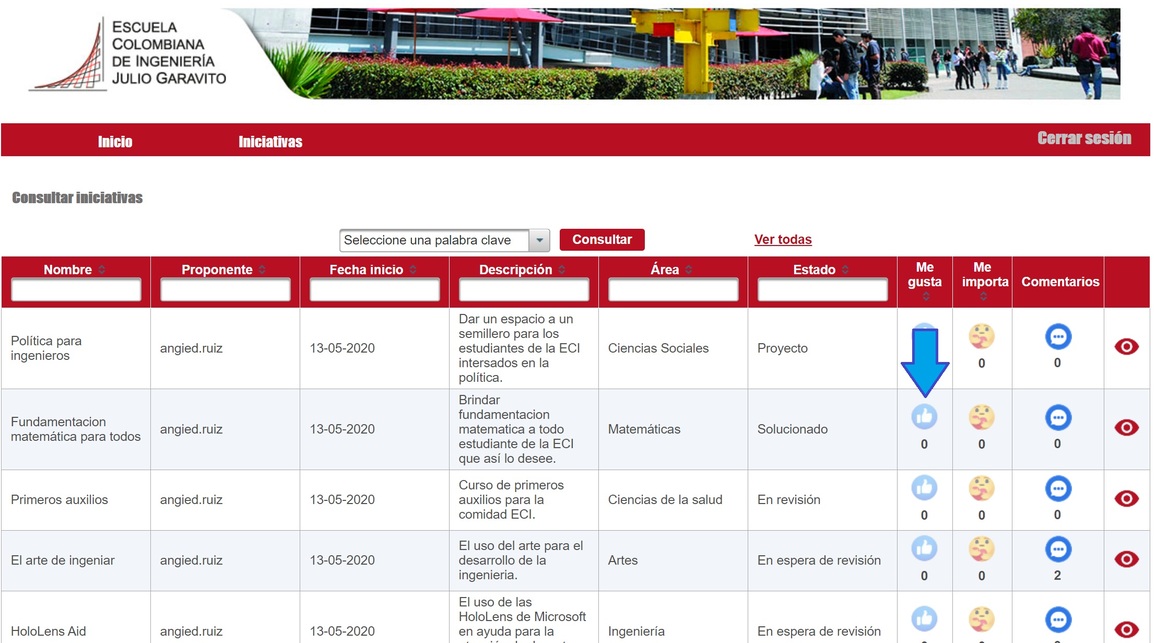 ESCUELA
COLOMBIANA
DE INGENIERÍA
JULIO GARAVITO
Inicio
Iniciativas
Cerrar sesión
Consultar iniciativas
Seleccione una palabra clave
Consultar
Ver todas
Nombre
Proponente
Fecha inicio
Descripción
Área
Estado
Me
gusta
Me
importa
Comentarios
Política para
ingenieros
angied.ruiz
13-05-2020
Dar un espacio a un
semillero para los
estudiantes de la ECI
intersados en la
política.
Ciencias Sociales
Proyecto
0
0
Fundamentacion
matemática para todos
angied.ruiz
13-05-2020
Brindar
fundamentacion
matematica a todo
estudiante de la ECI
que asi lo desee.
Matemáticas
Solucionado
0
0
0
Primeros auxilios
angied.ruiz
13-05-2020
Curso de primeros
auxilios para la
comidad ECI.
Ciencias de la salud
En revisión
0
0
0
El arte de ingeniar
angied.ruiz
13-05-2020
El uso del arte para el
desarrollo de la
ingenieria.
Artes
En espera de revisión
0
0
2
HoloLens Aid
angied.ruiz
13-05-2020
El uso de las
HoloLens de Microsoft
en ayuda para la
Ingeniería
En espera de revisión